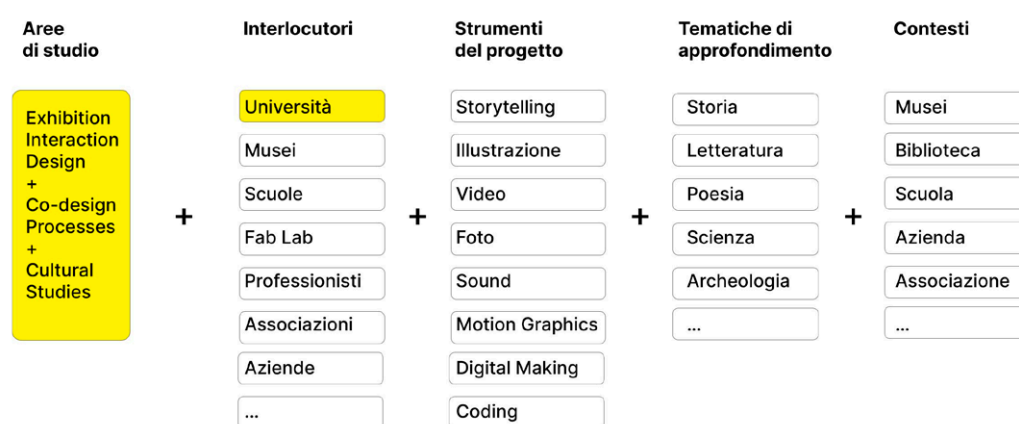 Aree
di studio
Interlocutori
Strumenti
del progetto
Tematiche di
approfondimento
Contesti
Exhibition
Interaction
Design
+
Co-design
Processes
+
Cultural
Studies
+
Università
Musei
Scuole
Fab Lab
Professionisti
Associazioni
Aziende
...
+
Storytelling
Illustrazione
Video
Foto
Sound
Motion Graphics
Digital Making
Coding
+
Storia
Letteratura
Poesia
Scienza
Archeologia
...
+
Musei
Biblioteca
Scuola
Azienda
Associazione
...